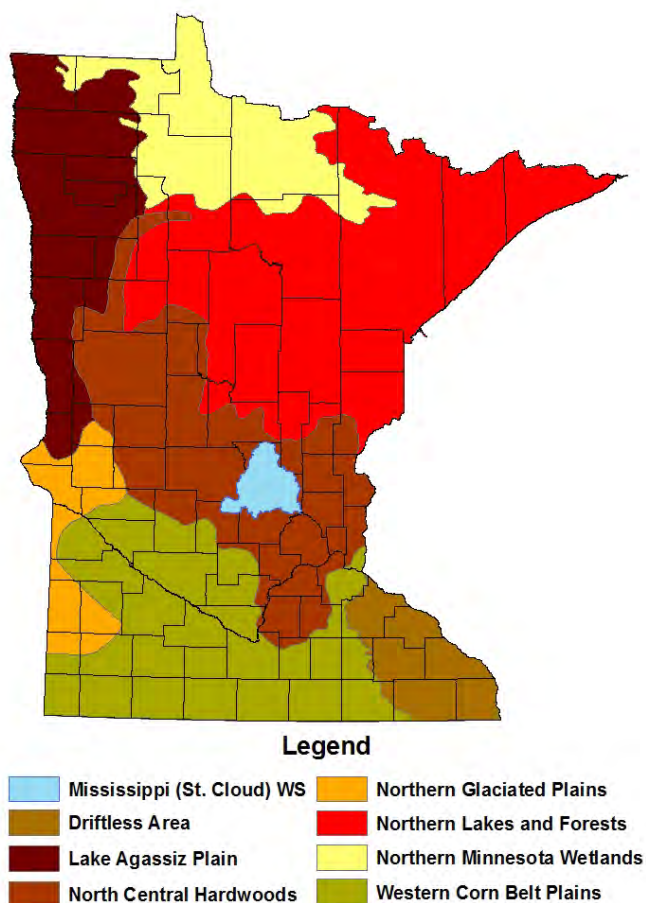 Legend
Mississippi (St. Cloud) WS
Driftless Area
Lake Agassiz Plain
North Central Hardwoods
Northern Glaciated Plains
Northern Lakes and Forests
Northern Minnesota Wetlands
Western Corn Belt Plains